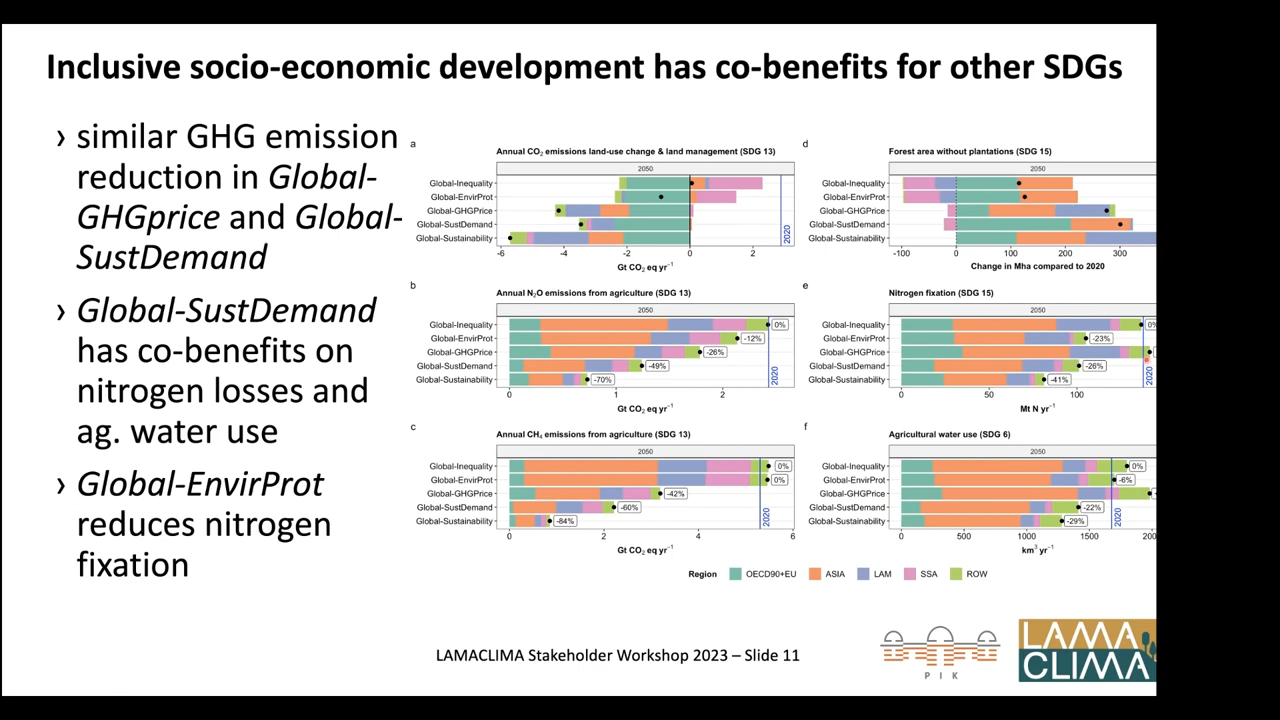 Inclusive socio-economic development has co-benefits for other SDGs
› similar GHG emission
reduction in Global-
GHGprice and Global-
SustDemand
› Global-SustDemand
has co-benefits on
nitrogen losses and
ag. water use
› Global-EnvirProt
reduces nitrogen
fixation
a
Annual CO₂ emissions land-use change & land management (SDG 13)
2050
Global-Inequality
Global-EnvirProt
Global-GHGPrice
Global-SustDemand
Global-Sustainability
2020
-6 -4 -2 0 2
Gt CO₂ eq yr⁻¹
b
Annual N₂O emissions from agriculture (SDG 13)
2050
Global-Inequality 0%
Global-EnvirProt -12%
Global-GHGPrice -26%
Global-SustDemand -49%
Global-Sustainability -70%
2020
0 1 2
Gt CO₂ eq yr⁻¹
c
Annual CH₄ emissions from agriculture (SDG 13)
2050
Global-Inequality 0%
Global-EnvirProt 0%
Global-GHGPrice -42%
Global-SustDemand -60%
Global-Sustainability -84%
2020
0 2 4 6
Gt CO₂ eq yr⁻¹
d
Forest area without plantations (SDG 15)
2050
Global-Inequality
Global-EnvirProt
Global-GHGPrice
Global-SustDemand
Global-Sustainability
-100 0 100 200 300
Change in Mha compared to 2020
e
Nitrogen fixation (SDG 15)
2050
Global-Inequality 0%
Global-EnvirProt -23%
Global-GHGPrice
Global-SustDemand -26%
Global-Sustainability -41%
2020
0 50 100
Mt N yr⁻¹
f
Agricultural water use (SDG 6)
2050
Global-Inequality 0%
Global-EnvirProt -6%
Global-GHGPrice
Global-SustDemand -22%
Global-Sustainability -29%
2020
0 500 1000 1500 200
km³ yr⁻¹
Region OECD90+EU ASIA LAM SSA ROW
LAMACLIMA Stakeholder Workshop 2023 – Slide 11
PIK
LAMA
CLIMA